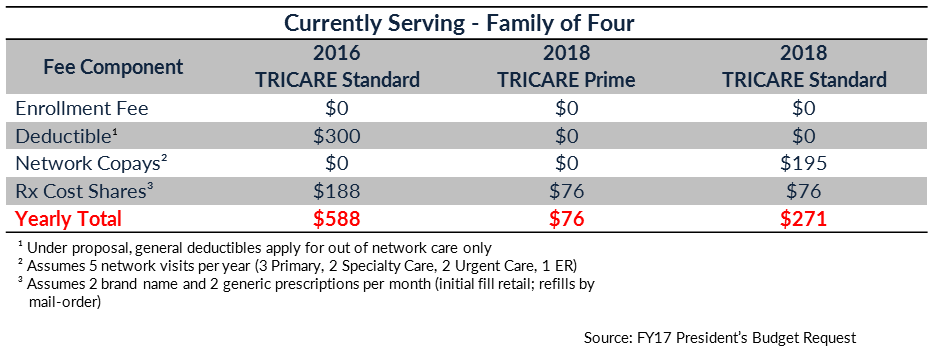 Currently Serving - Family of Four
Fee Component 2016 TRICARE Standard 2018 TRICARE Prime 2018 TRICARE Standard
Enrollment Fee $0 $0 $0
Deductible¹ $300 $0 $0
Network Copays² $0 $0 $195
Rx Cost Shares³ $188 $76 $76
Yearly Total $588 $76 $271
¹ Under proposal, general deductibles apply for out of network care only
² Assumes 5 network visits per year (3 Primary, 2 Specialty Care, 2 Urgent Care, 1 ER)
³ Assumes 2 brand name and 2 generic prescriptions per month (initial fill retail; refills by
mail-order)
Source: FY17 President's Budget Request